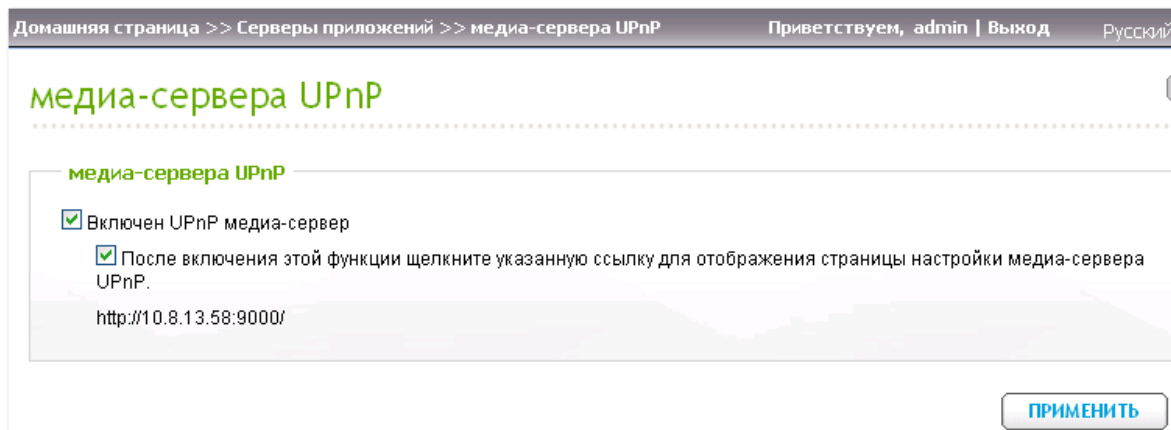 Домашняя страница >> Серверы приложений >> медиа-сервера UPnP Приветствуем, admin | Выход Русский
медиа-сервера UPnP
медиа-сервера UPnP
Включен UPnP медиа-сервер
После включения этой функции щелкните указанную ссылку для отображения страницы настройки медиа-сервера
UPnP.
http://10.8.13.58:9000/
ПРИМЕНИТЬ